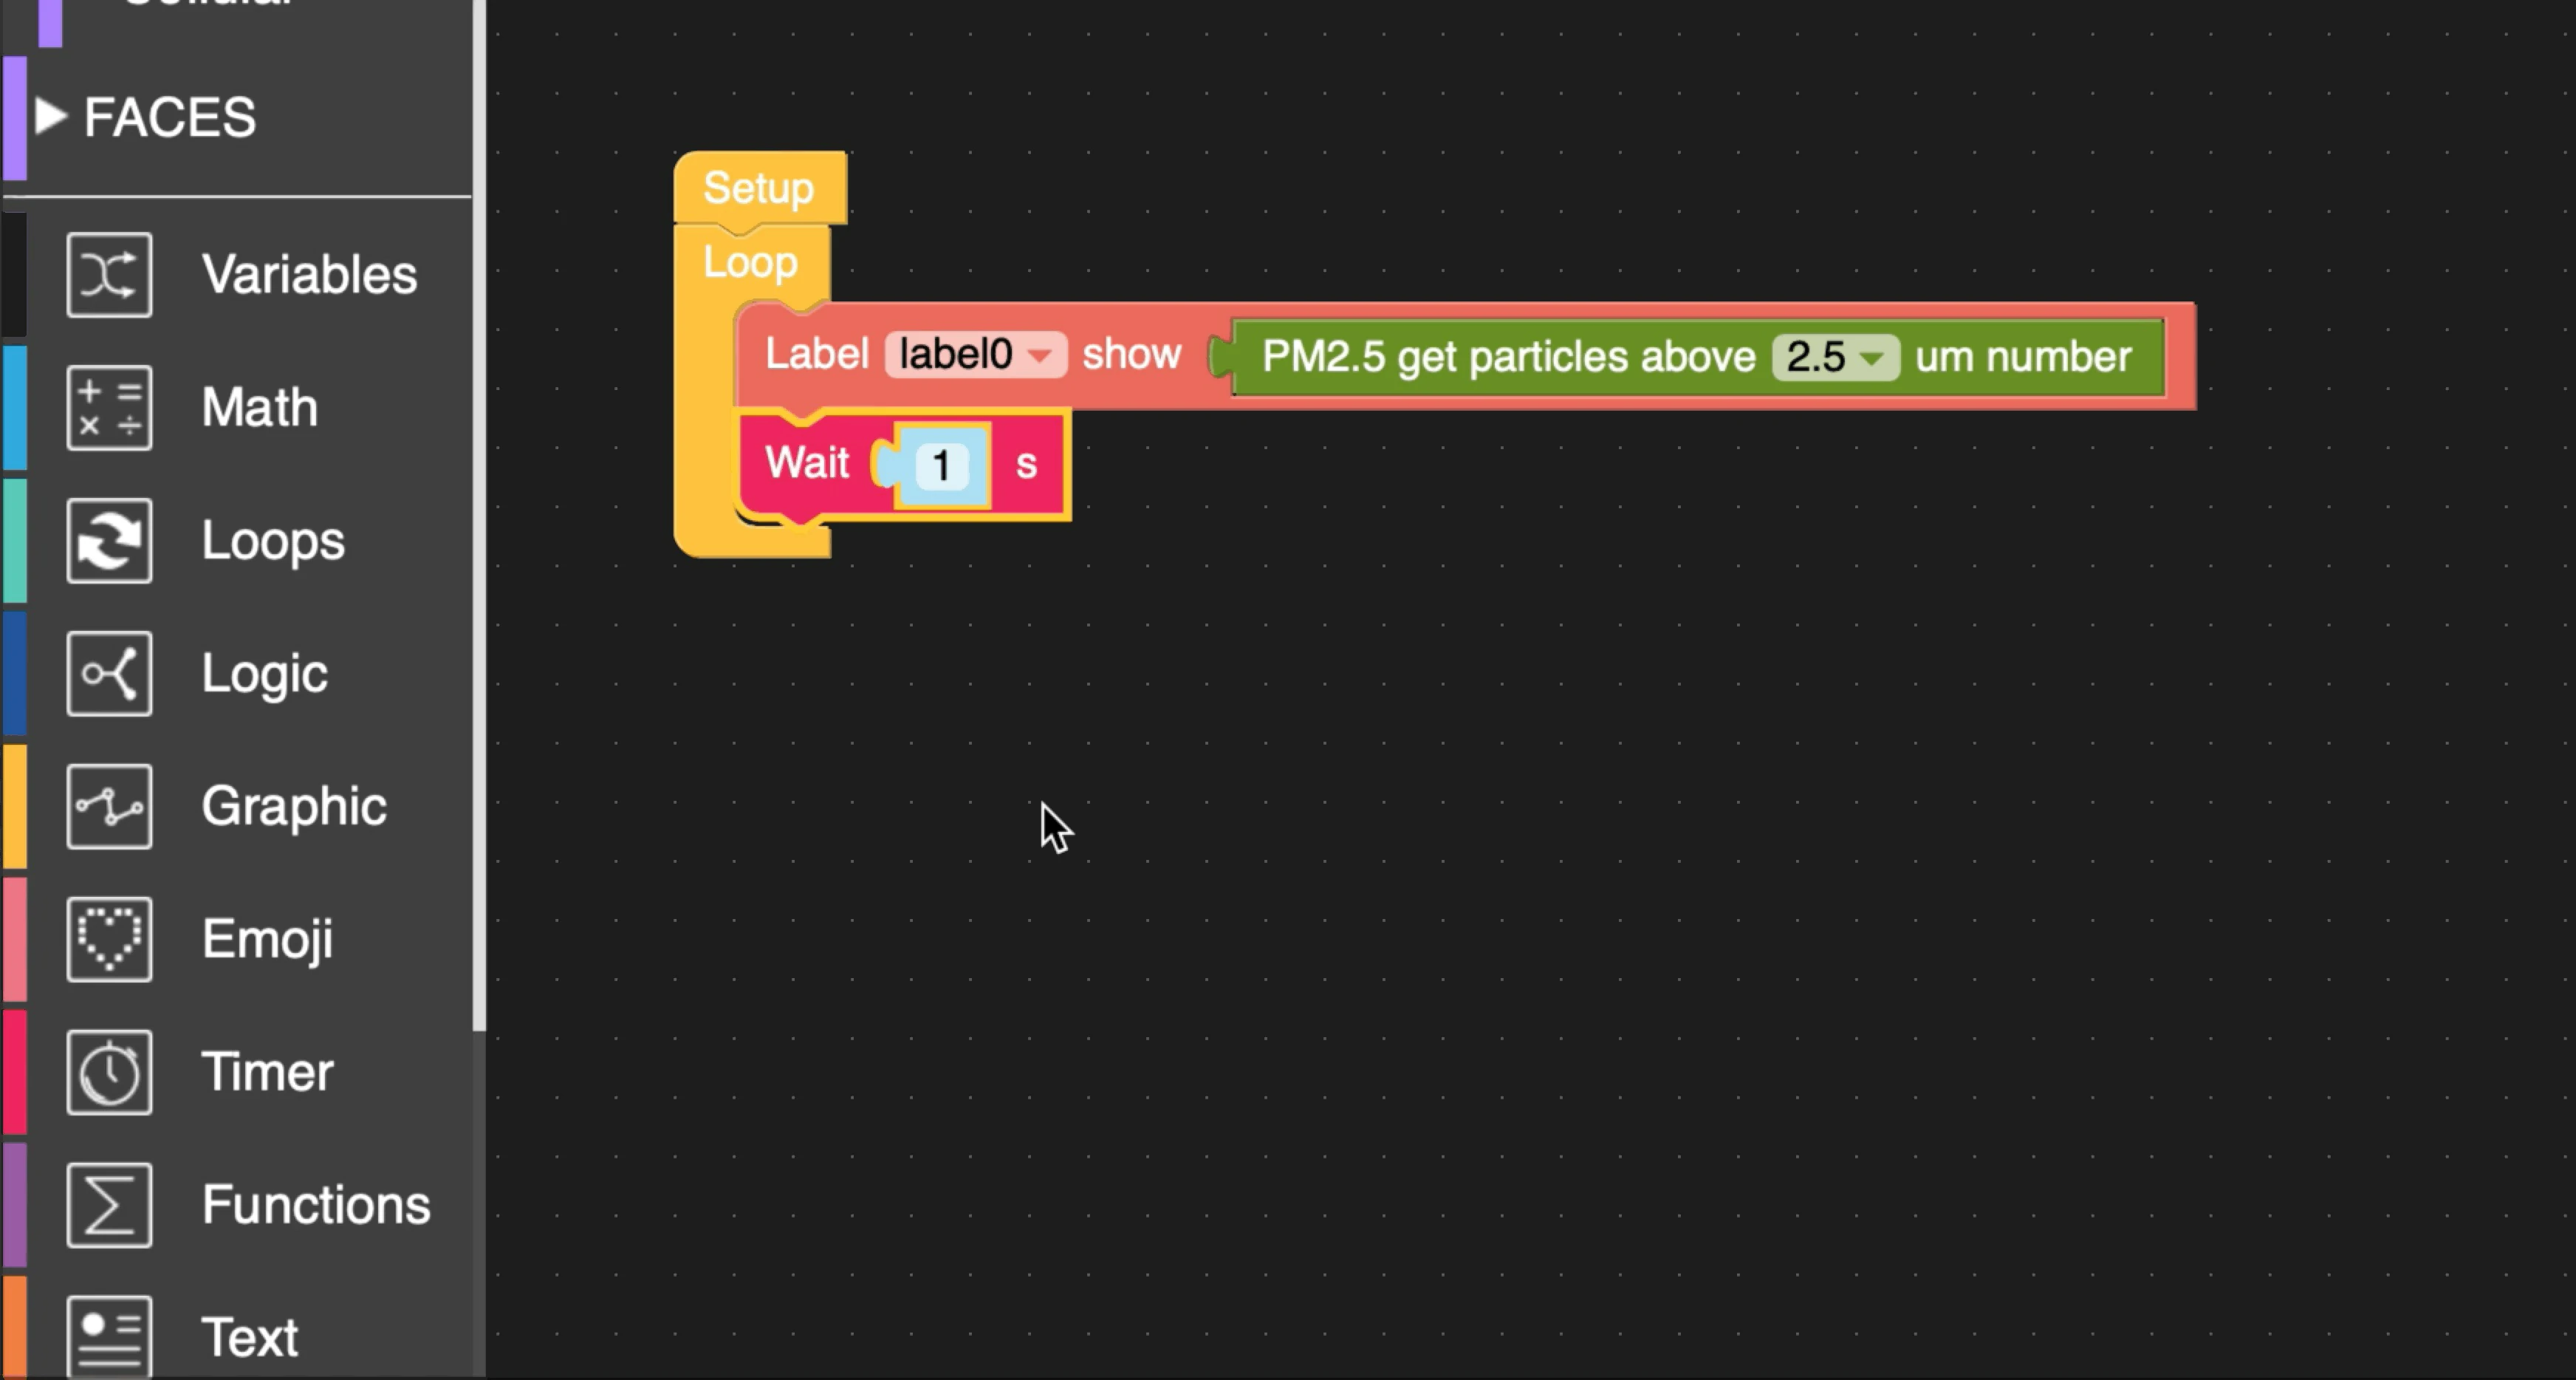 FACES
Variables
Math
Loops
Logic
Graphic
Emoji
Timer
Functions
Text
Setup
Loop
Label label0 show PM2.5 get particles above 2.5 um number
Wait 1 s